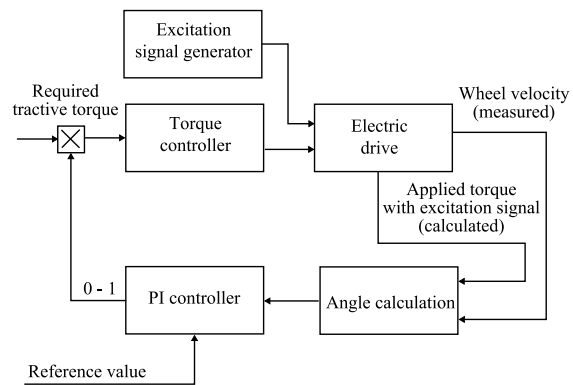 Excitation
signal generator
Required
tractive torque
Torque
controller
Electric
drive
Wheel velocity
(measured)
Applied torque
with excitation signal
(calculated)
0 - 1
PI controller
Angle calculation
Reference value